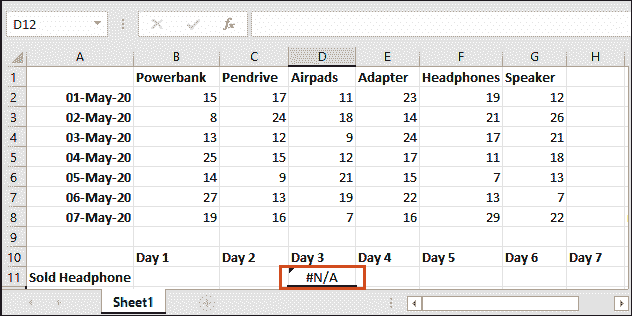 D12 fx
A B C D E F G H
1 Powerbank Pendrive Airpads Adapter Headphones Speaker
2 01-May-20 15 17 11 23 19 12
3 02-May-20 8 24 18 14 21 26
4 03-May-20 13 12 9 24 17 21
5 04-May-20 25 15 12 17 11 18
6 05-May-20 14 9 21 15 7 13
7 06-May-20 27 13 19 22 13 7
8 07-May-20 19 16 7 16 29 22
9
10 Day 1 Day 2 Day 3 Day 4 Day 5 Day 6 Day 7
11 Sold Headphone #N/A
Sheet1